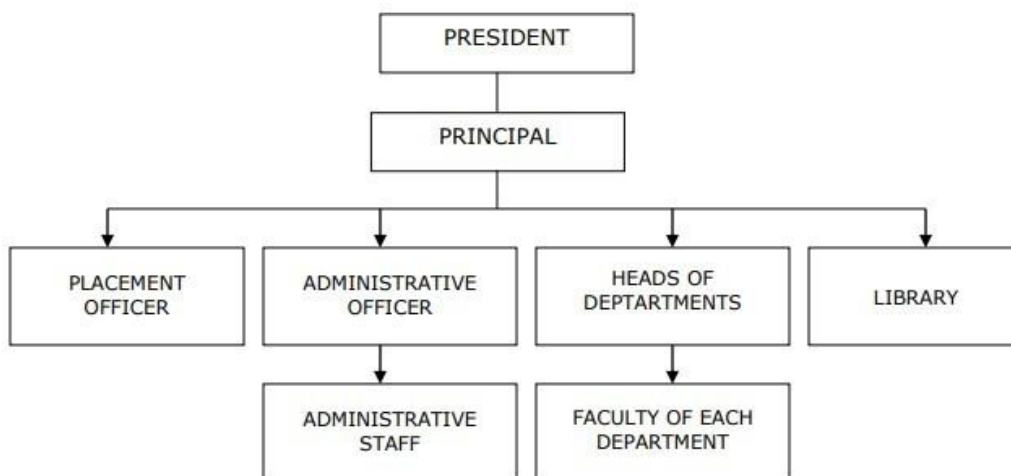 PRESIDENT
PRINCIPAL
PLACEMENT
OFFICER
ADMINISTRATIVE
OFFICER
HEADS OF
DEPTARTMENTS
LIBRARY
ADMINISTRATIVE
STAFF
FACULTY OF EACH
DEPARTMENT